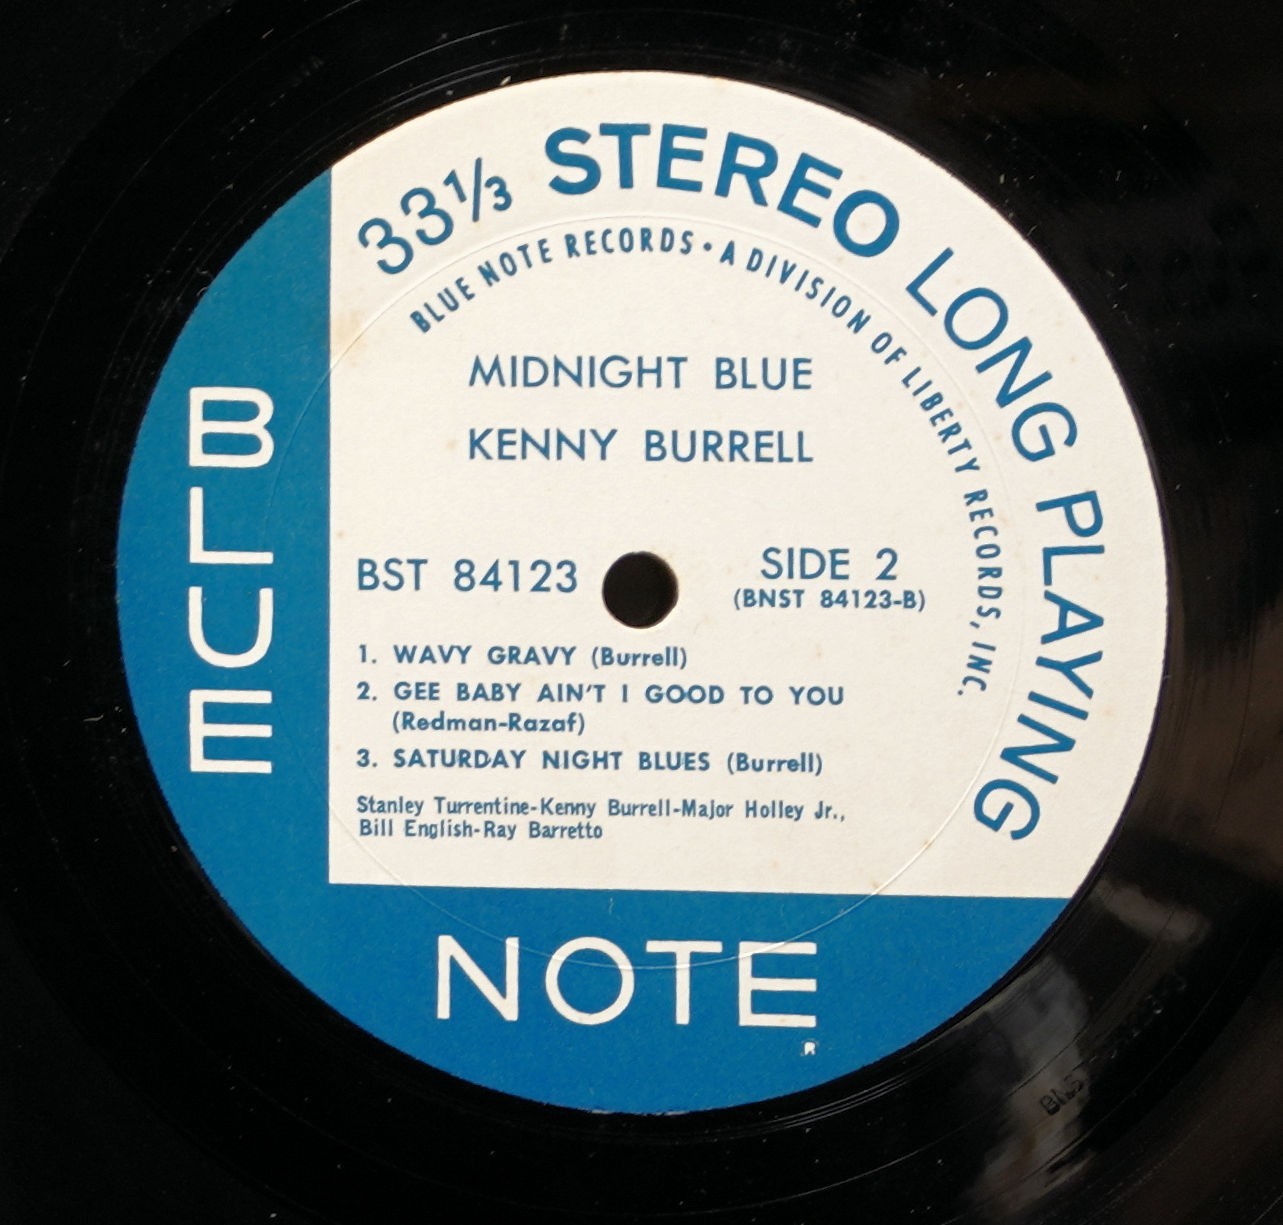 33⅓ STEREO LONG PLAYING
BLUE NOTE RECORDS • A DIVISION OF LIBERTY RECORDS, INC.
MIDNIGHT BLUE
KENNY BURRELL
BST 84123
SIDE 2
(BNST 84123-B)
1. WAVY GRAVY (Burrell)
2. GEE BABY AIN'T I GOOD TO YOU
(Redman-Razaf)
3. SATURDAY NIGHT BLUES (Burrell)
Stanley Turrentine-Kenny Burrell-Major Holley Jr.,
Bill English-Ray Barretto
BLUE
NOTE
R